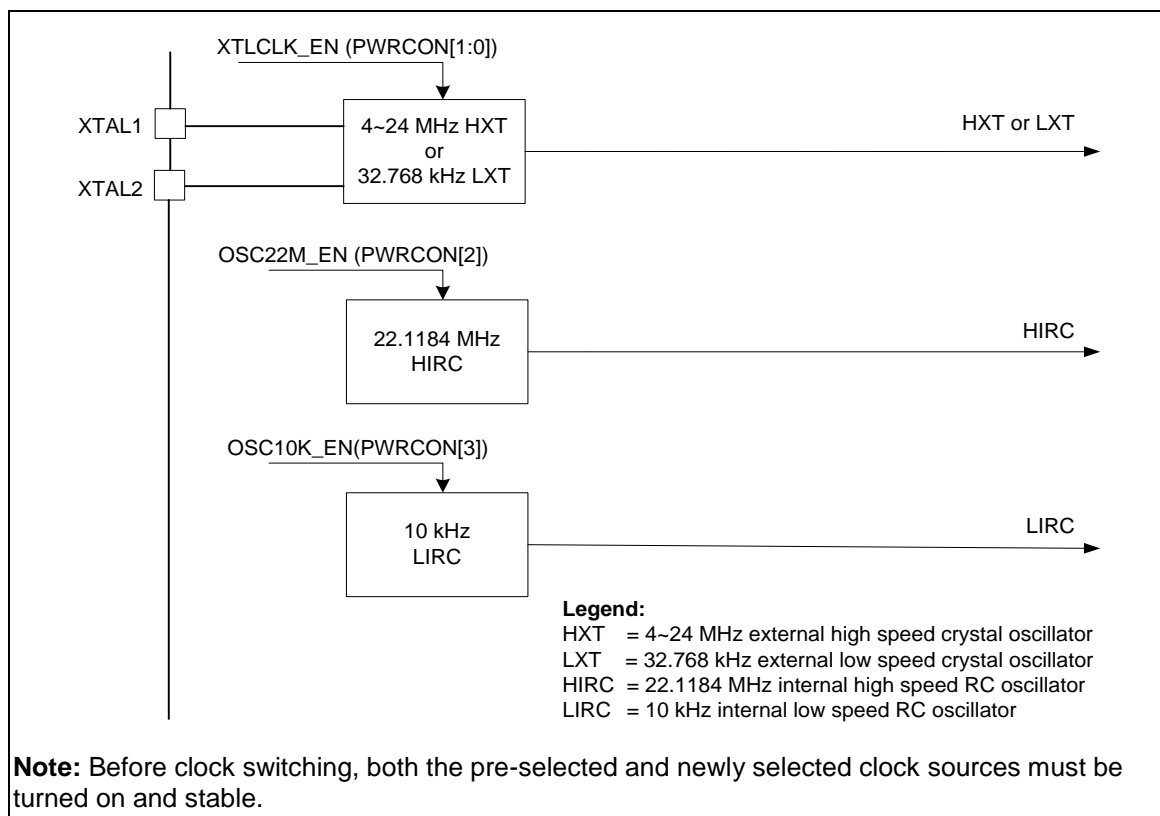 XTLCLK_EN (PWRCON[1:0])
XTAL1
4~24 MHz HXT
or
32.768 kHz LXT
HXT or LXT
XTAL2
OSC22M_EN (PWRCON[2])
22.1184 MHz
HIRC
HIRC
OSC10K_EN(PWRCON[3])
10 kHz
LIRC
LIRC
Legend:
HXT = 4~24 MHz external high speed crystal oscillator
LXT = 32.768 kHz external low speed crystal oscillator
HIRC = 22.1184 MHz internal high speed RC oscillator
LIRC = 10 kHz internal low speed RC oscillator
Note: Before clock switching, both the pre-selected and newly selected clock sources must be
turned on and stable.